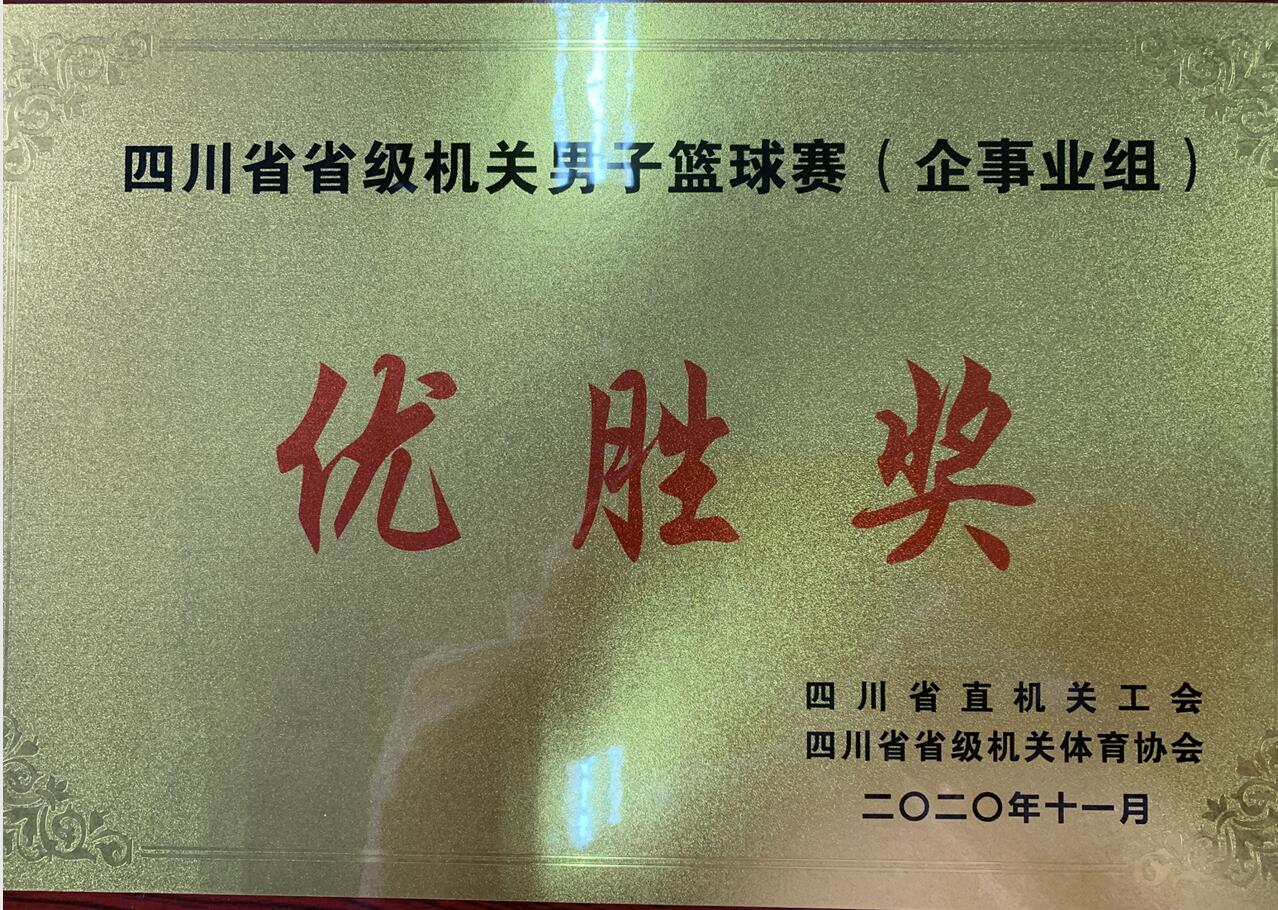 四川省省级机关男子篮球赛（企事业组）
优胜奖
四川省直机关工会
四川省省级机关体育协会
二〇二〇年十一月